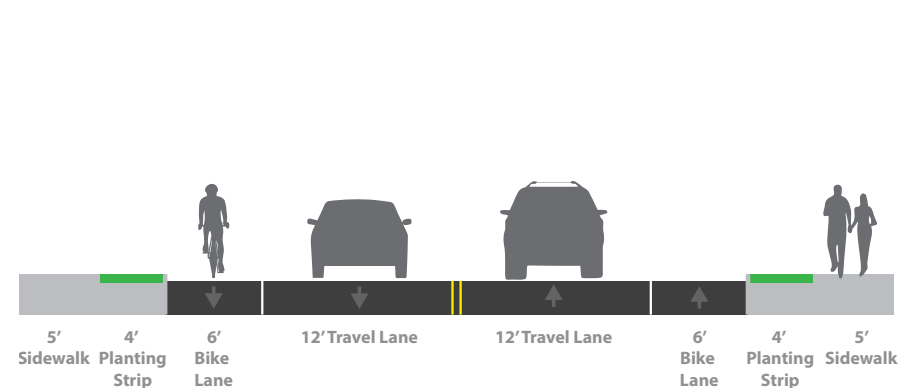 5’ 4’ 6’ 12’ Travel Lane 12’ Travel Lane 6’ 4’ 5’
Sidewalk Planting Bike Bike Planting Sidewalk
Strip Lane Lane Strip